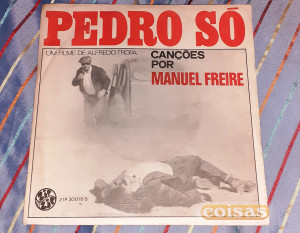 PEDRO SÓ
UM FILME DE ALFREDO TROPA
CANÇÕES
POR
MANUEL FREIRE
coisas